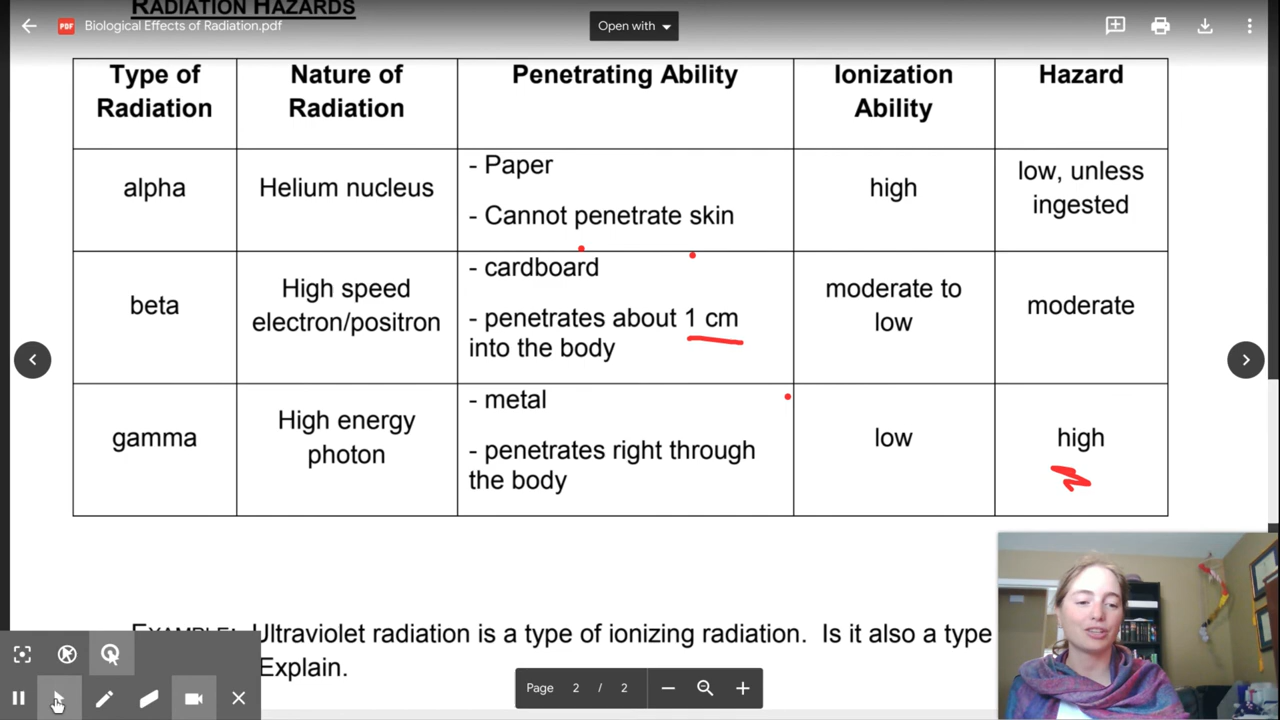 RADIATION HAZARDS
PDF Biological Effects of Radiation.pdf
Open with
Type of Radiation
Nature of Radiation
Penetrating Ability
Ionization Ability
Hazard
alpha
Helium nucleus
- Paper
- Cannot penetrate skin
high
low, unless ingested
beta
High speed electron/positron
- cardboard
- penetrates about 1 cm
into the body
moderate to low
moderate
gamma
High energy photon
- metal
- penetrates right through
the body
low
high
EXAMPLE: Ultraviolet radiation is a type of ionizing radiation. Is it also a type
Explain.
Page 2 / 2